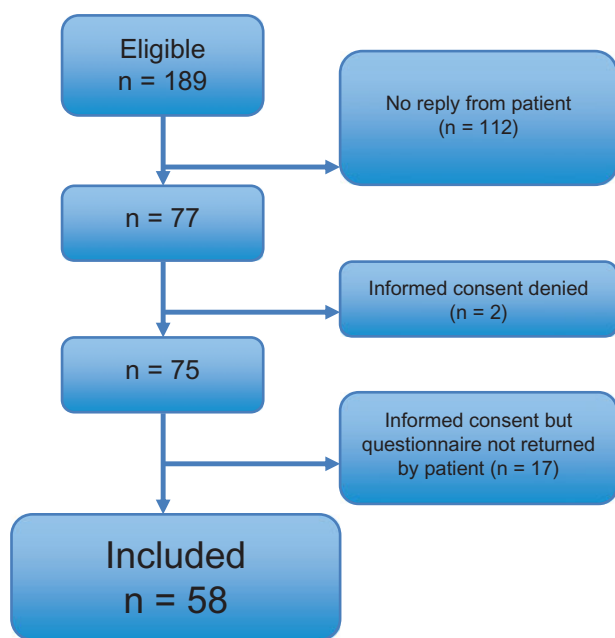 Eligible
n = 189
No reply from patient
(n = 112)
n = 77
Informed consent denied
(n = 2)
n = 75
Informed consent but
questionnaire not returned
by patient (n = 17)
Included
n = 58